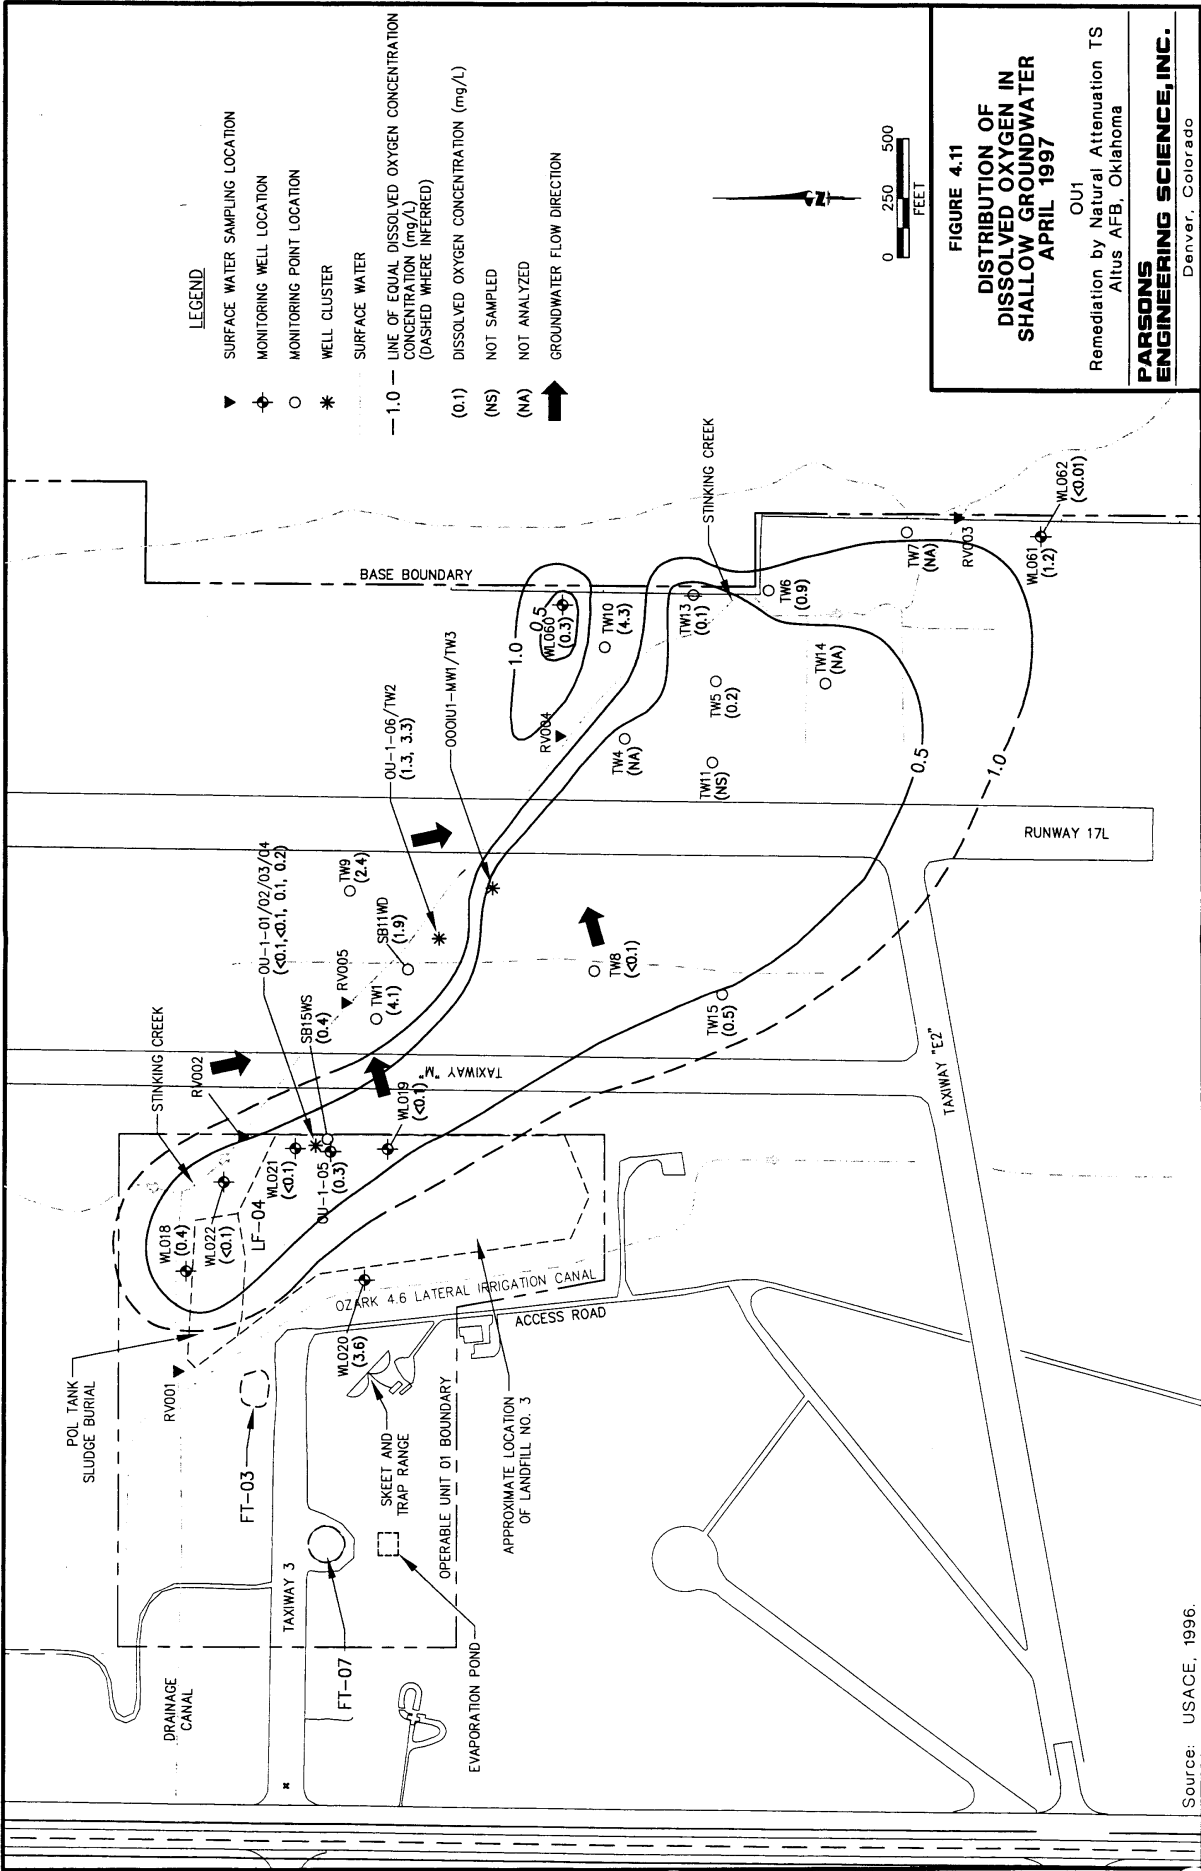 LEGEND
SURFACE WATER SAMPLING LOCATION
MONITORING WELL LOCATION
MONITORING POINT LOCATION
WELL CLUSTER
SURFACE WATER
1.0
LINE OF EQUAL DISSOLVED OXYGEN CONCENTRATION
CONCENTRATION (mg/L)
(DASHED WHERE INFERRED)
(0.1) DISSOLVED OXYGEN CONCENTRATION (mg/L)
(NS) NOT SAMPLED
(NA) NOT ANALYZED
GROUNDWATER FLOW DIRECTION
N
0 250 500
FEET
FIGURE 4.11
DISTRIBUTION OF
DISSOLVED OXYGEN IN
SHALLOW GROUNDWATER
APRIL 1997
OU1
Remediation by Natural Attenuation TS
Altus AFB, Oklahoma
PARSONS
ENGINEERING SCIENCE, INC.
Denver, Colorado
DRAINAGE
CANAL
POL TANK
SLUDGE BURIAL
RV001
FT-03
TAXIWAY 3
FT-07
SKEET AND
TRAP RANGE
EVAPORATION POND
OPERABLE UNIT 01 BOUNDARY
APPROXIMATE LOCATION
OF LANDFILL NO. 3
ACCESS ROAD
OZARK 4.6 LATERAL IRRIGATION CANAL
WL020
(3.6)
WL018
(0.4)
WL022
(<0.1)
LF-04
WL021
(<0.1)
OU-1-05
(0.3)
WL019
(<0.1)
STINKING CREEK
RV002
SB15WS
(0.4)
OU-1-01/02/03/04
(<0.1,<0.1, 0.1, 0.2)
RV005
TW1
(4.1)
SB11WD
(1.9)
TW9
(2.4)
OU-1-06/TW2
(1.3, 3.3)
OOOIU1-MW1/TW3
TAXIWAY "M"
TW8
(<0.1)
TW15
(0.5)
RV004
1.0
0.5
WL060
(0.3)
BASE BOUNDARY
TW10
(4.3)
TW4
(NA)
TW13
(0.1)
TW5
(0.2)
TW11
(NS)
TW6
(0.9)
TW14
(NA)
STINKING CREEK
TW7
(NA)
RV003
WL061
(1.2)
WL062
(<0.01)
0.5
1.0
RUNWAY 17L
TAXIWAY "E2"
Source: USACE, 1996.